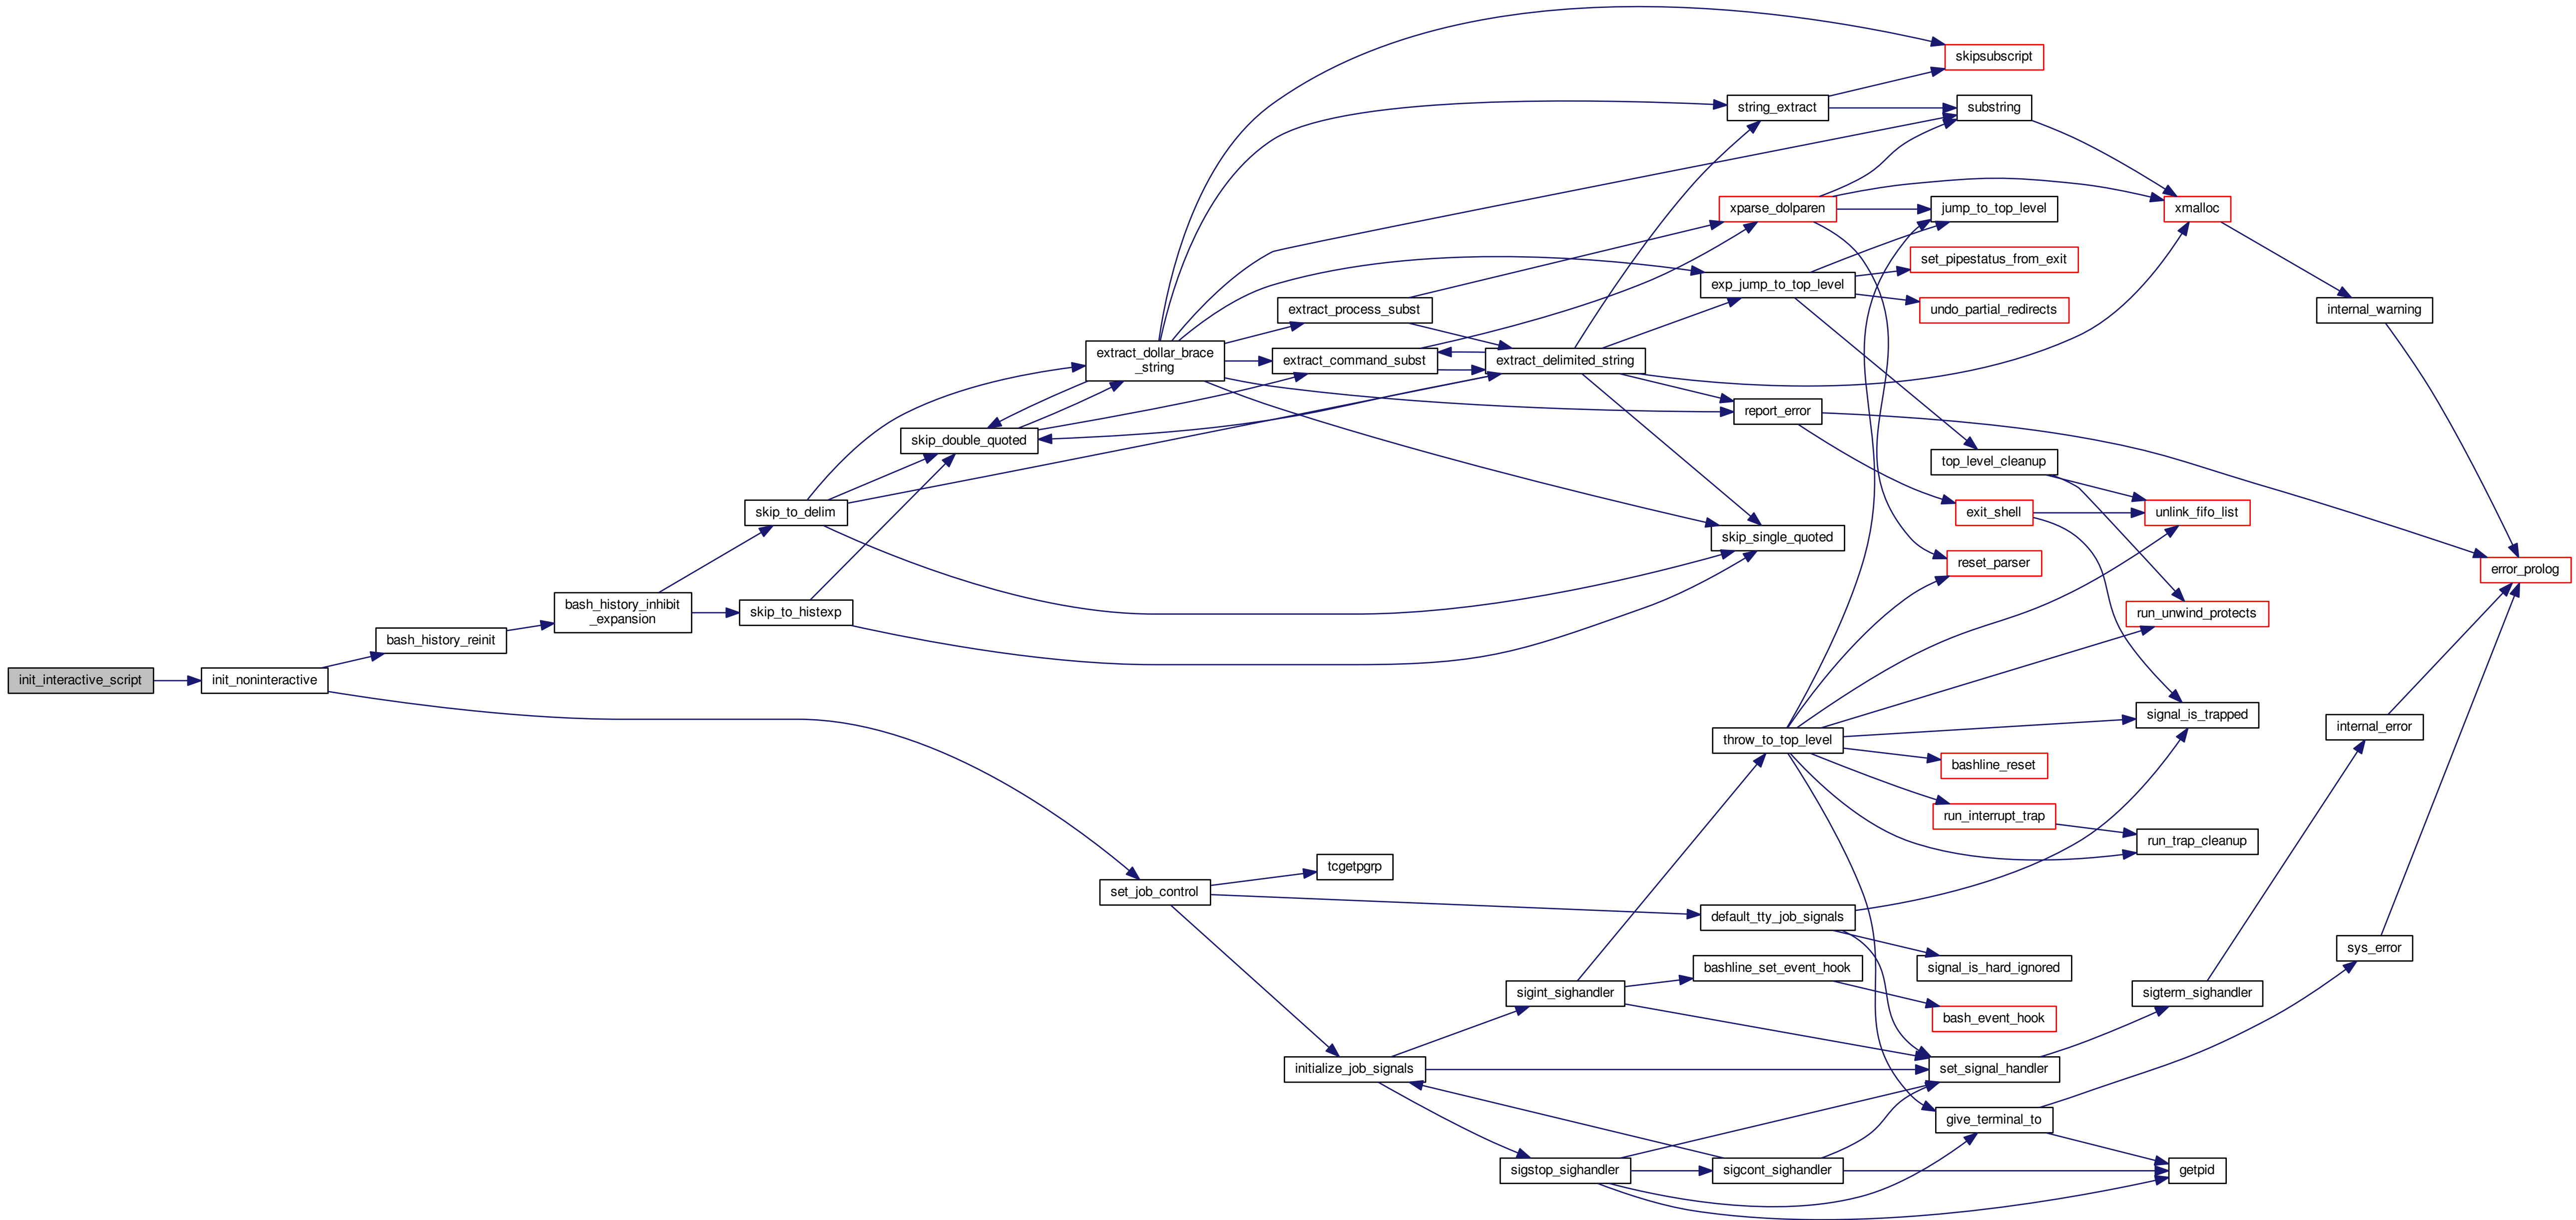 skipsubscript
string_extract
substring
xparse_dolparen
jump_to_top_level
xmalloc
set_pipestatus_from_exit
exp_jump_to_top_level
extract_process_subst
undo_partial_redirects
internal_warning
extract_dollar_brace
_string
extract_command_subst
extract_delimited_string
report_error
skip_double_quoted
top_level_cleanup
skip_to_delim
exit_shell
unlink_fifo_list
skip_single_quoted
reset_parser
error_prolog
bash_history_inhibit
_expansion
skip_to_histexp
run_unwind_protects
bash_history_reinit
init_interactive_script
init_noninteractive
signal_is_trapped
internal_error
throw_to_top_level
bashline_reset
run_interrupt_trap
run_trap_cleanup
tcgetpgrp
set_job_control
default_tty_job_signals
sys_error
bashline_set_event_hook
signal_is_hard_ignored
sigint_sighandler
sigterm_sighandler
bash_event_hook
initialize_job_signals
set_signal_handler
give_terminal_to
sigstop_sighandler
sigcont_sighandler
getpid